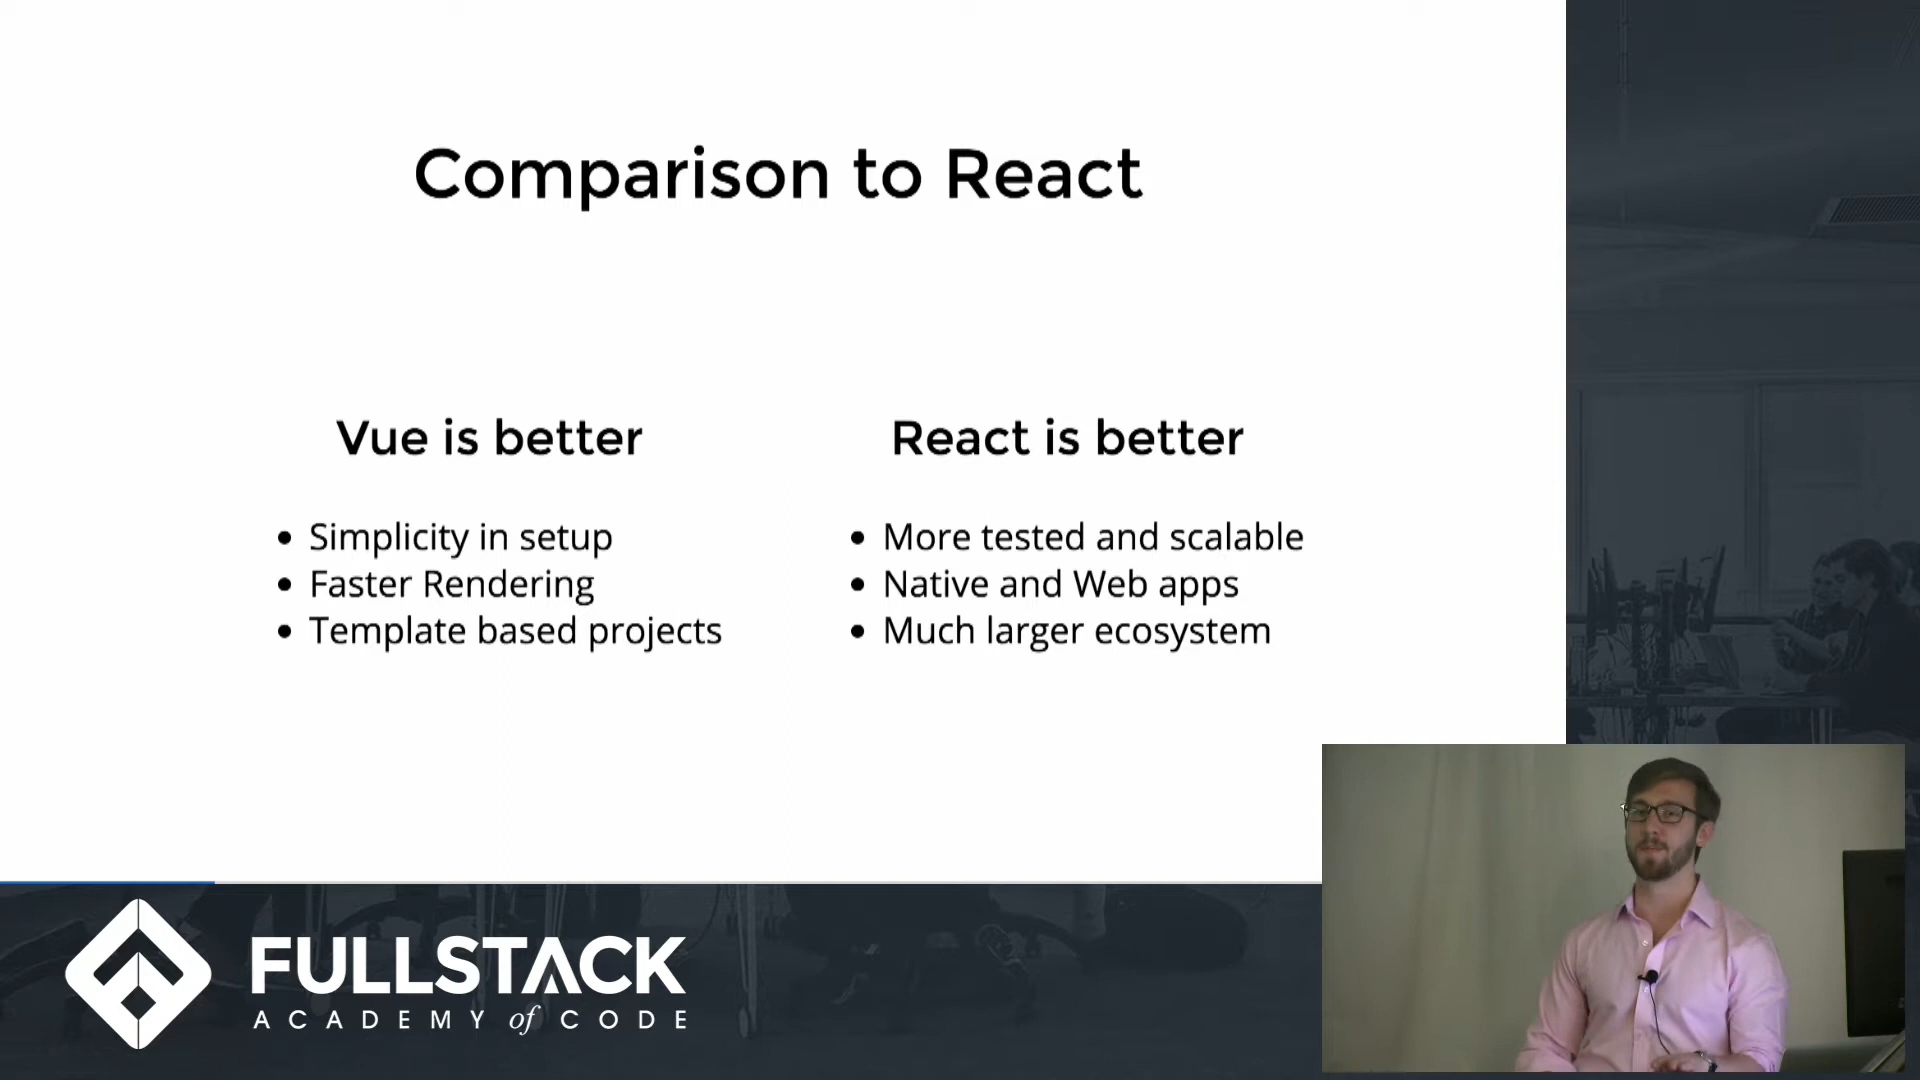 Comparison to React
Vue is better
• Simplicity in setup
• Faster Rendering
• Template based projects
React is better
• More tested and scalable
• Native and Web apps
• Much larger ecosystem
FULLSTACK
ACADEMY of CODE